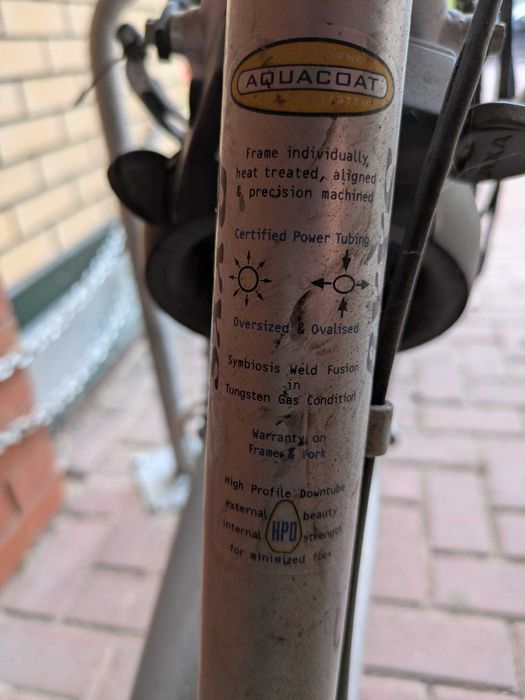 AQUACOAT
Frame individually,
heat treated, aligned
& precision machined
Certified Power Tubing
Oversized & Ovalised
Symbiosis Weld Fusion
in
Tungsten Gas Condition
Warranty on
Frames & Fork
High Profile Downtube
external beauty
internal HPD strength
for minimized flex